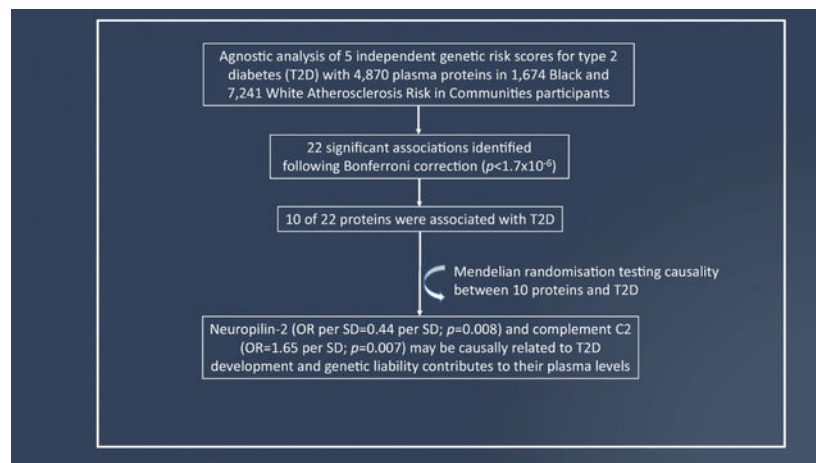 Agnostic analysis of 5 independent genetic risk scores for type 2
diabetes (T2D) with 4,870 plasma proteins in 1,674 Black and
7,241 White Atherosclerosis Risk in Communities participants
22 significant associations identified
following Bonferroni correction (p<1.7x10⁻⁶)
10 of 22 proteins were associated with T2D
Mendelian randomisation testing causality
between 10 proteins and T2D
Neuropilin-2 (OR per SD=0.44 per SD; p=0.008) and complement C2
(OR=1.65 per SD; p=0.007) may be causally related to T2D
development and genetic liability contributes to their plasma levels